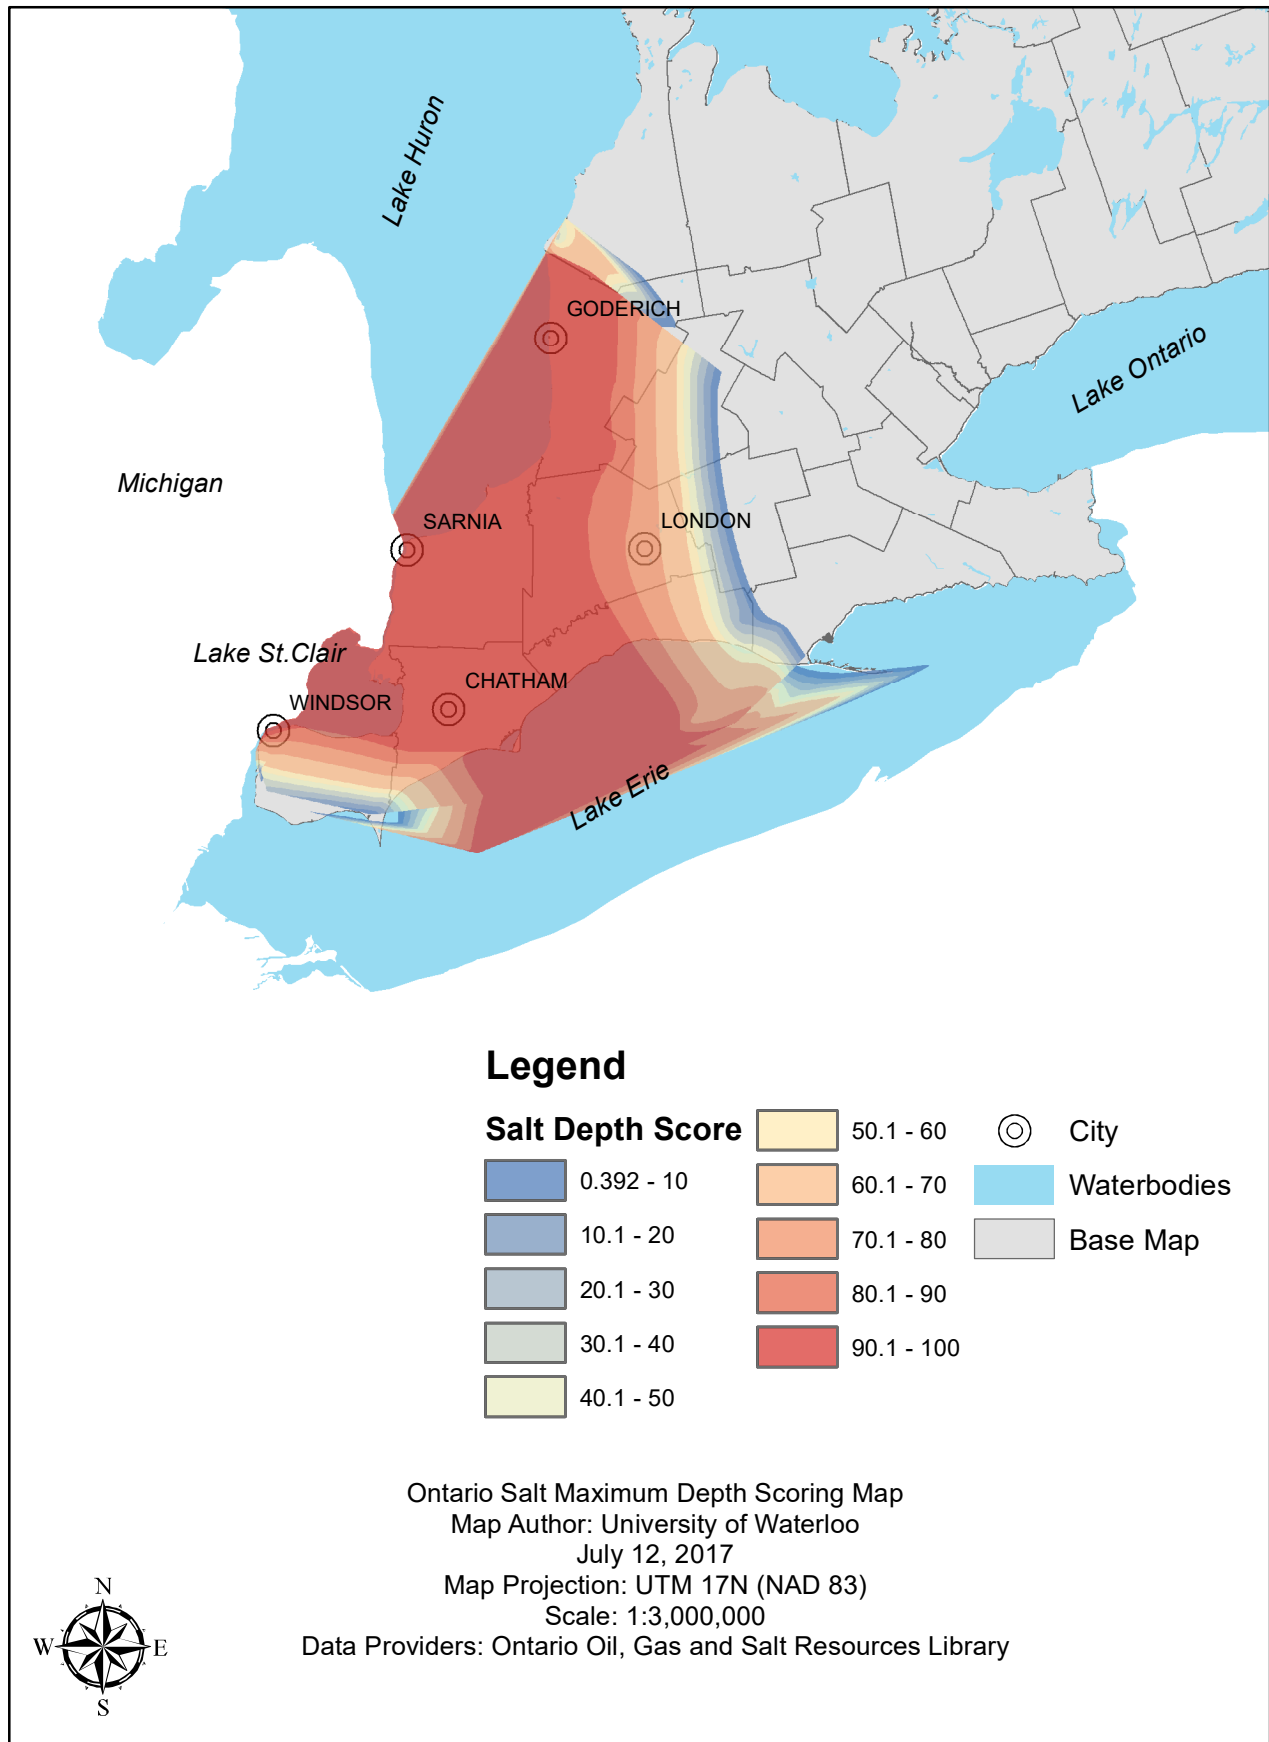 Lake Huron
GODERICH
Lake Ontario
Michigan
SARNIA
LONDON
Lake St.Clair
CHATHAM
WINDSOR
Lake Erie
Legend
Salt Depth Score
0.392 - 10
10.1 - 20
20.1 - 30
30.1 - 40
40.1 - 50
50.1 - 60
60.1 - 70
70.1 - 80
80.1 - 90
90.1 - 100
City
Waterbodies
Base Map
Ontario Salt Maximum Depth Scoring Map
Map Author: University of Waterloo
July 12, 2017
Map Projection: UTM 17N (NAD 83)
Scale: 1:3,000,000
Data Providers: Ontario Oil, Gas and Salt Resources Library
N
W
E
S